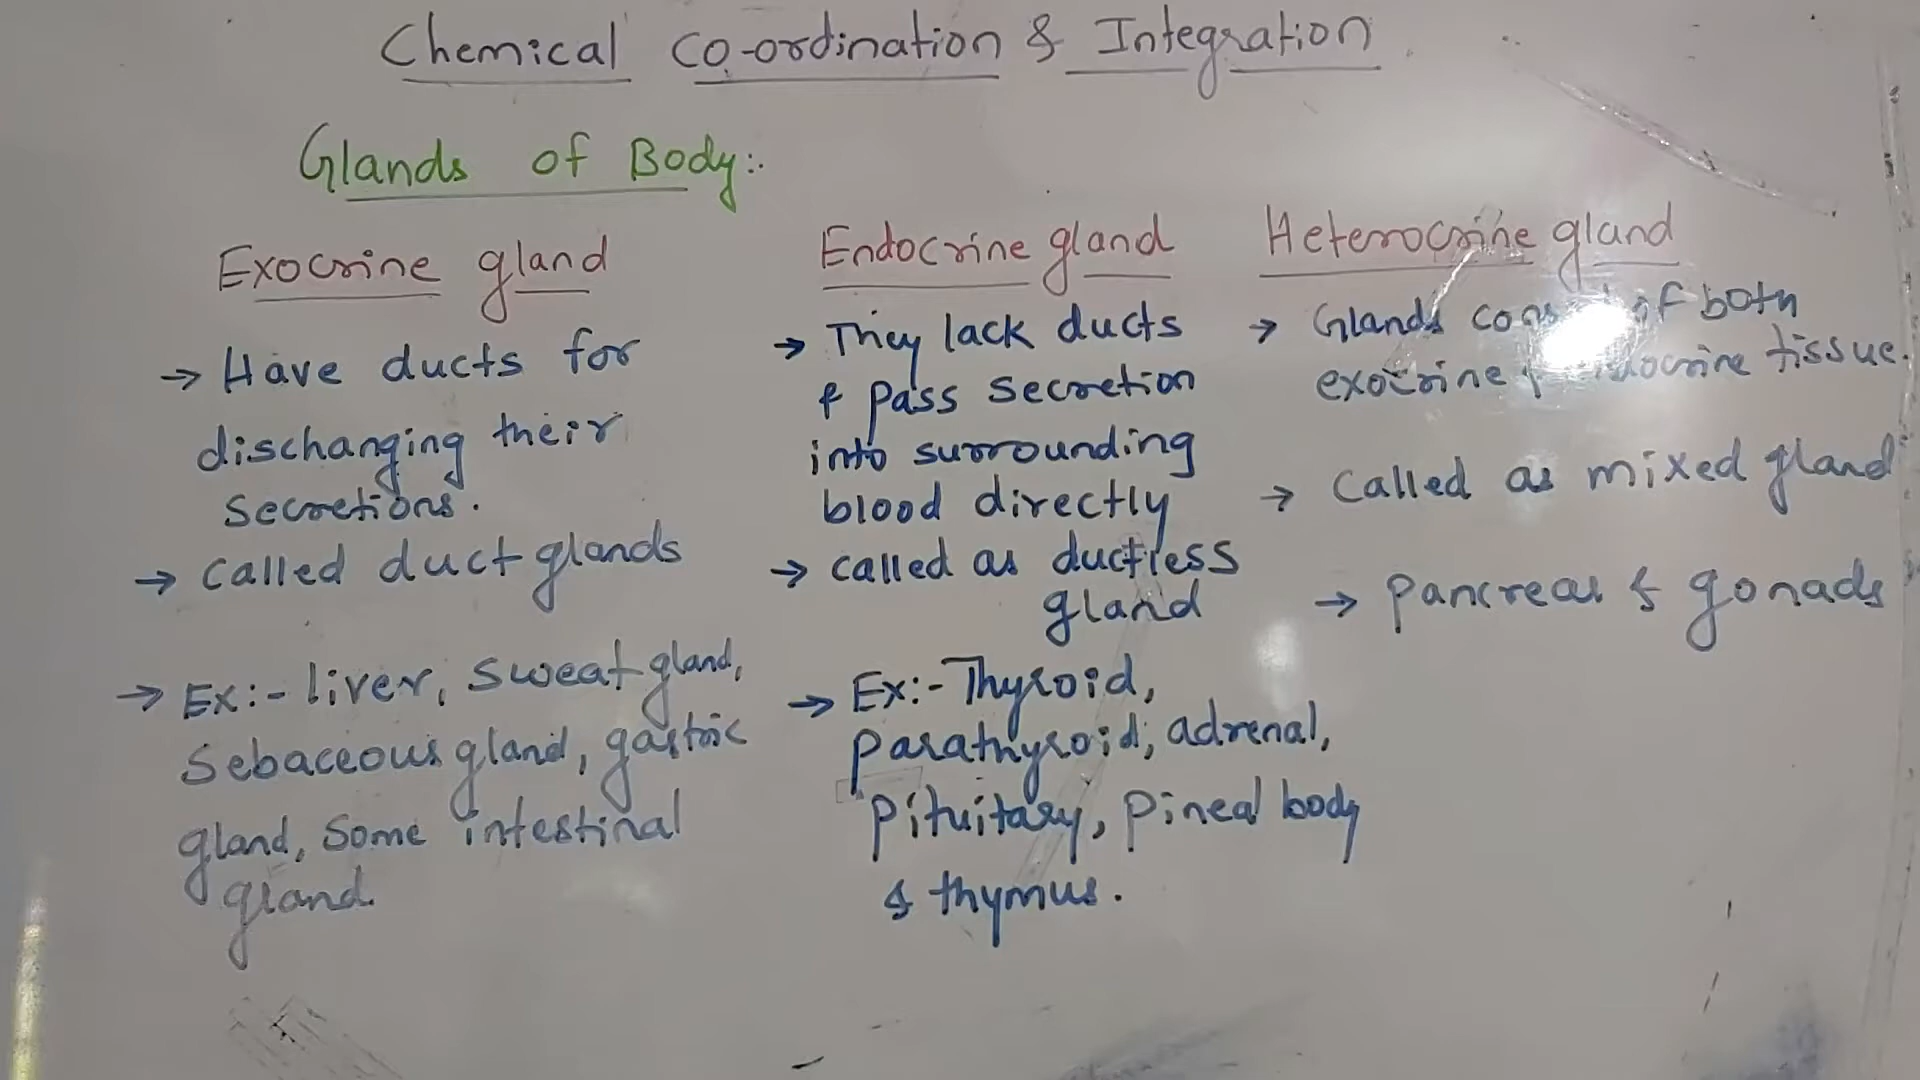 Chemical Co-ordination & Integration
Glands of Body:-
Exocrine gland
→ Have ducts for
dischanging their
secretions.
→ called duct glands
→ Ex:- liver, sweat gland,
Sebaceous gland, gastric
gland, some intestinal
gland.
Endocrine gland
→ They lack ducts
& pass secretion
into surrounding
blood directly
→ called as ductless
gland
→ Ex:- Thyroid,
Parathyroid, adrenal,
Pituitary, Pineal body
& thymus.
Heterocrine gland
→ Glands of both
exocrine tissue.
→ Called as mixed gland
→ Pancreas & gonads